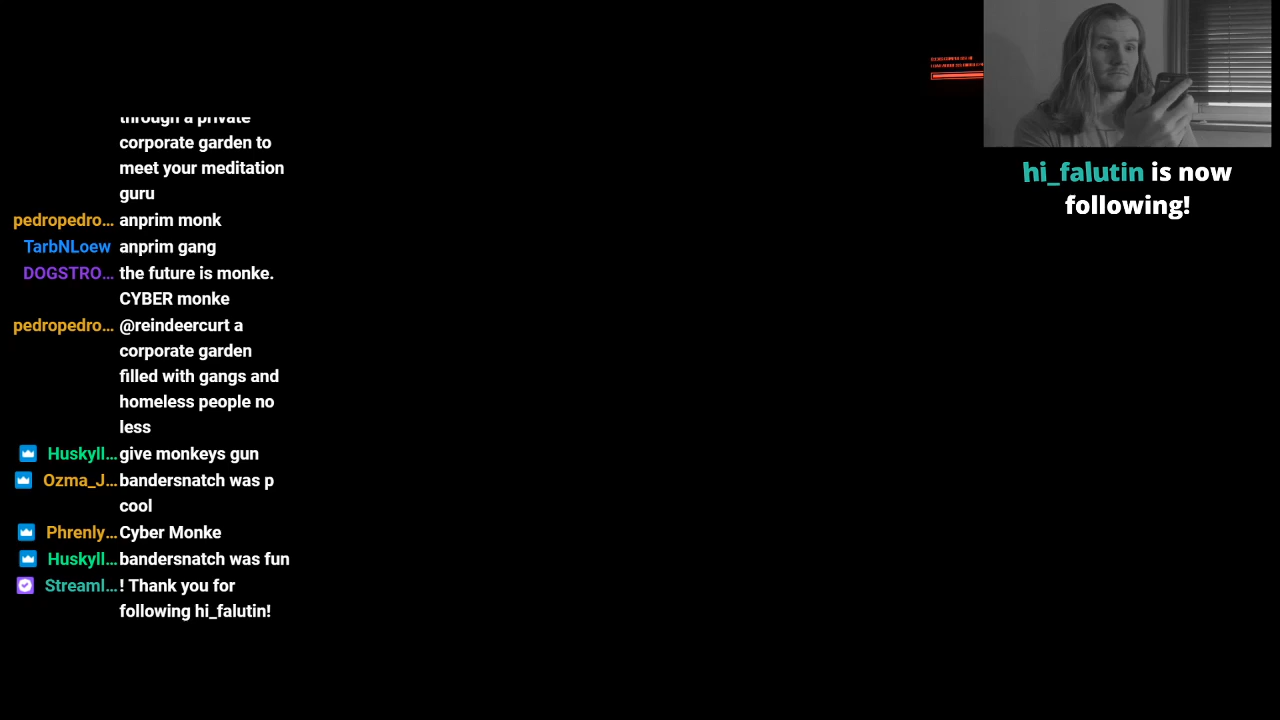 through a private
corporate garden to
meet your meditation
guru
pedropedro... anprim monk
TarbNLoew anprim gang
DOGSTRO... the future is monke.
CYBER monke
pedropedro... @reindeercurt a
corporate garden
filled with gangs and
homeless people no
less
Huskyll... give monkeys gun
Ozma_J... bandersnatch was p
cool
Phrenly... Cyber Monke
Huskyll... bandersnatch was fun
Streaml... ! Thank you for
following hi_falutin!
hi_falutin is now
following!